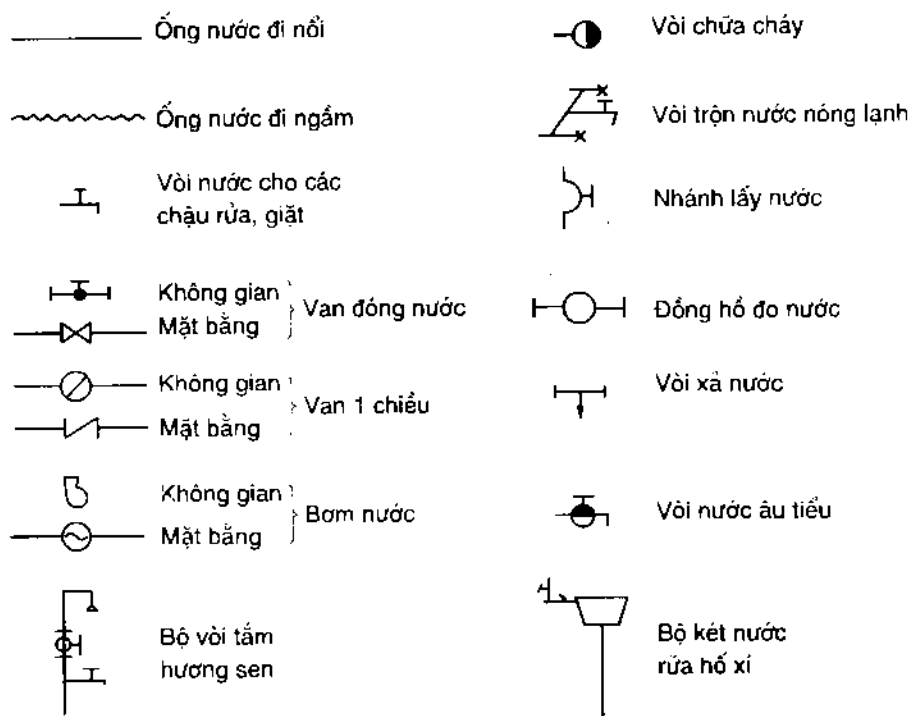 Ống nước đi nổi
Ống nước đi ngầm
Vòi nước cho các
chậu rửa, giặt
Không gian
Mặt bằng
Van đóng nước
Không gian
Mặt bằng
Van 1 chiều
Không gian
Mặt bằng
Bơm nước
Bộ vòi tắm
hương sen
Vòi chữa cháy
Vòi trộn nước nóng lạnh
Nhánh lấy nước
Đồng hồ đo nước
Vòi xả nước
Vòi nước âu tiểu
Bộ két nước
rửa hố xí